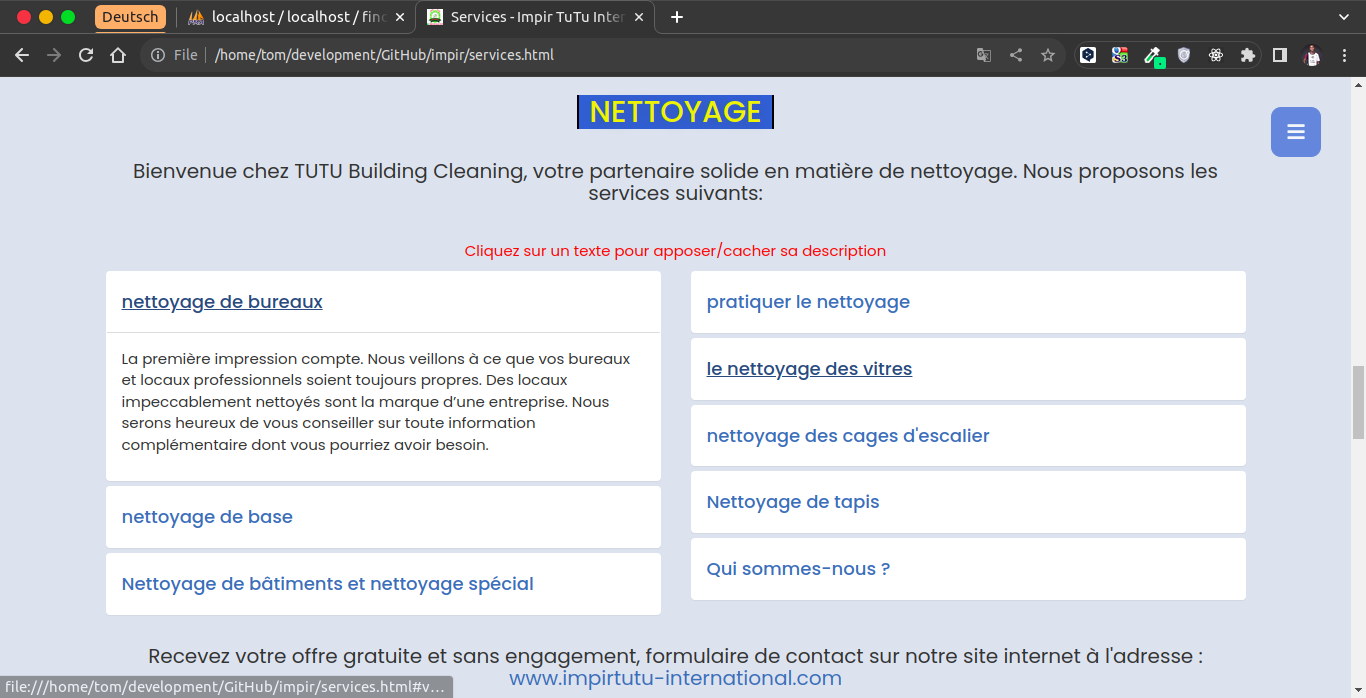 Deutsch
localhost / localhost / fin
Services - Impir TuTu Inter
File
/home/tom/development/GitHub/impir/services.html
NETTOYAGE
Bienvenue chez TUTU Building Cleaning, votre partenaire solide en matière de nettoyage. Nous proposons les
services suivants:
Cliquez sur un texte pour apposer/cacher sa description
nettoyage de bureaux
La première impression compte. Nous veillons à ce que vos bureaux
et locaux professionnels soient toujours propres. Des locaux
impeccablement nettoyés sont la marque d’une entreprise. Nous
serons heureux de vous conseiller sur toute information
complémentaire dont vous pourriez avoir besoin.
nettoyage de base
Nettoyage de bâtiments et nettoyage spécial
pratiquer le nettoyage
le nettoyage des vitres
nettoyage des cages d'escalier
Nettoyage de tapis
Qui sommes-nous ?
Recevez votre offre gratuite et sans engagement, formulaire de contact sur notre site internet à l'adresse :
www.impirtutu-international.com
file:///home/tom/development/GitHub/impir/services.html#v…